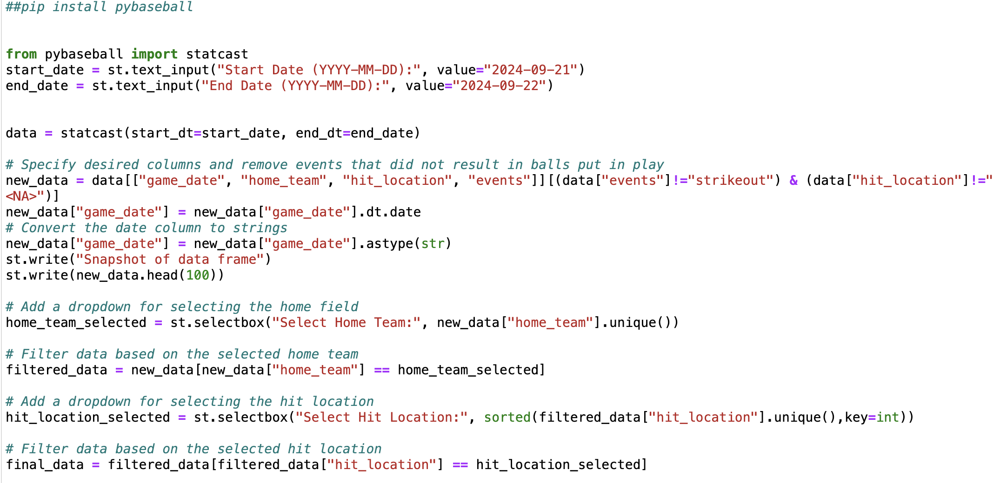 ##pip install pybaseball
from pybaseball import statcast
start_date = st.text_input("Start Date (YYYY-MM-DD):", value="2024-09-21")
end_date = st.text_input("End Date (YYYY-MM-DD):", value="2024-09-22")
data = statcast(start_dt=start_date, end_dt=end_date)
# Specify desired columns and remove events that did not result in balls put in play
new_data = data[["game_date", "home_team", "hit_location", "events"]][(data["events"]!="strikeout") & (data["hit_location"]!="
<NA>")]
new_data["game_date"] = new_data["game_date"].dt.date
# Convert the date column to strings
new_data["game_date"] = new_data["game_date"].astype(str)
st.write("Snapshot of data frame")
st.write(new_data.head(100))
# Add a dropdown for selecting the home field
home_team_selected = st.selectbox("Select Home Team:", new_data["home_team"].unique())
# Filter data based on the selected home team
filtered_data = new_data[new_data["home_team"] == home_team_selected]
# Add a dropdown for selecting the hit location
hit_location_selected = st.selectbox("Select Hit Location:", sorted(filtered_data["hit_location"].unique(),key=int))
# Filter data based on the selected hit location
final_data = filtered_data[filtered_data["hit_location"] == hit_location_selected]